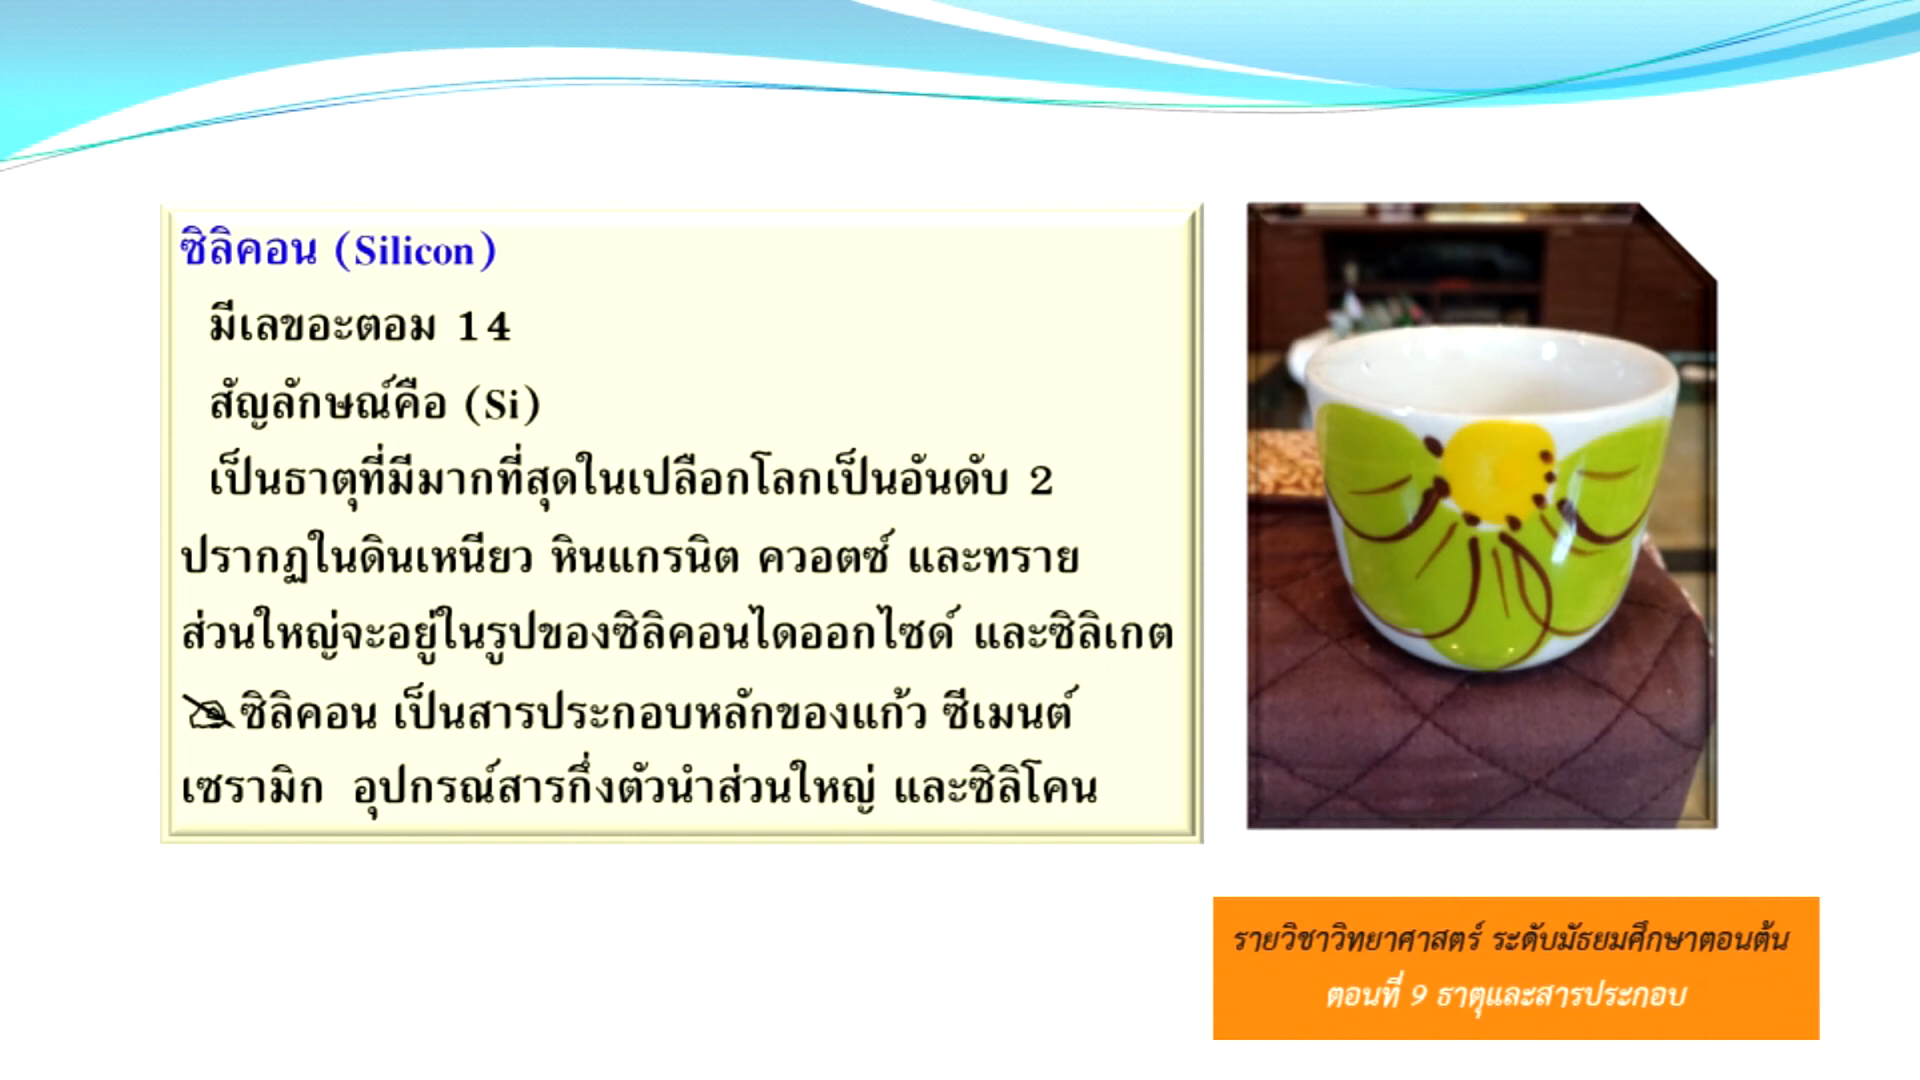 ซิลิคอน (Silicon)
มีเลขอะตอม 14
สัญลักษณ์คือ (Si)
เป็นธาตุที่มีมากที่สุดในเปลือกโลกเป็นอันดับ 2
ปรากฏในดินเหนียว หินแกรนิต ควอตซ์ และทราย
ส่วนใหญ่จะอยู่ในรูปของซิลิคอนไดออกไซด์ และซิลิเกต
ซิลิคอน เป็นสารประกอบหลักของแก้ว ซีเมนต์
เซรามิก อุปกรณ์สารกึ่งตัวนำส่วนใหญ่ และซิลิโคน
รายวิชาวิทยาศาสตร์ ระดับมัธยมศึกษาตอนต้น
ตอนที่ 9 ธาตุและสารประกอบ